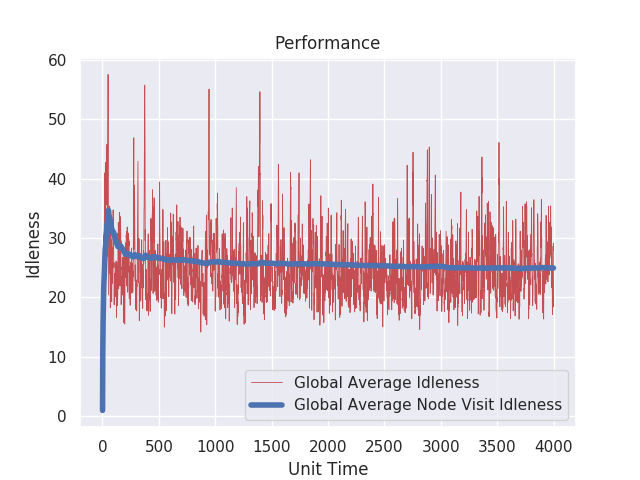 Performance
Idleness
60
50
40
30
20
10
0
0 500 1000 1500 2000 2500 3000 3500 4000
Unit Time
Global Average Idleness
Global Average Node Visit Idleness